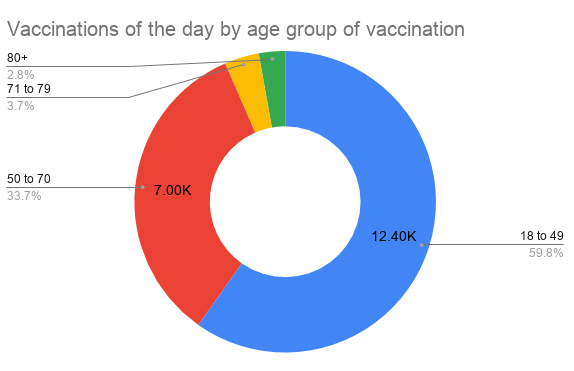 Vaccinations of the day by age group of vaccination
80+
2.8%
71 to 79
3.7%
50 to 70
33.7%
7.00K
12.40K
18 to 49
59.8%